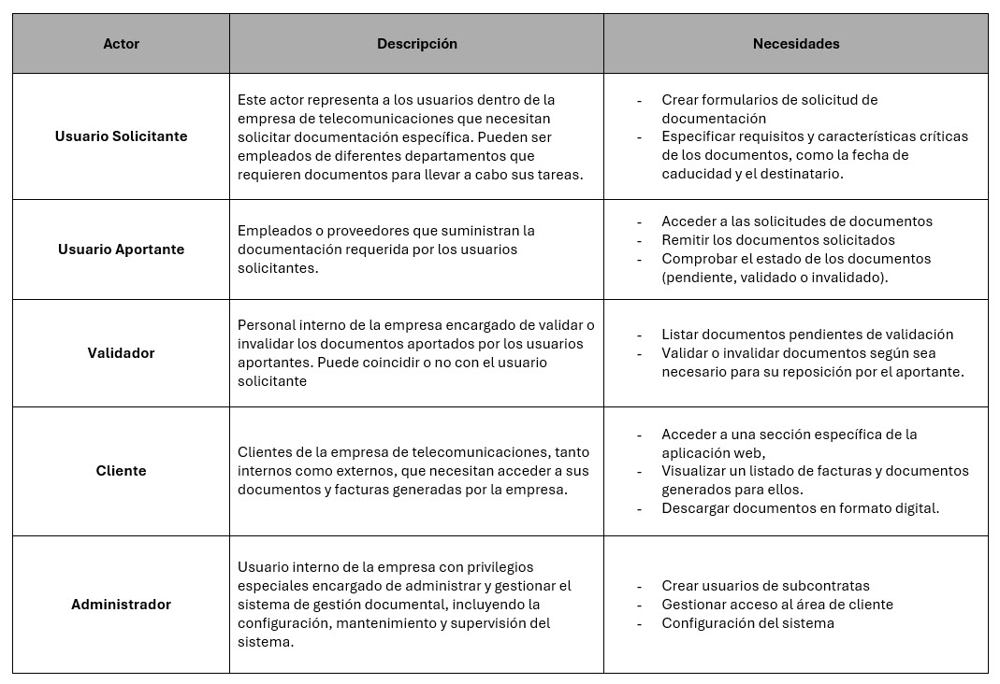 Actor
Descripción
Necesidades
Usuario Solicitante
Este actor representa a los usuarios dentro de la
empresa de telecomunicaciones que necesitan
solicitar documentación específica. Pueden ser
empleados de diferentes departamentos que
requieren documentos para llevar a cabo sus tareas.
- Crear formularios de solicitud de
documentación
- Especificar requisitos y características críticas
de los documentos, como la fecha de
caducidad y el destinatario.
Usuario Aportante
Empleados o proveedores que suministran la
documentación requerida por los usuarios
solicitantes.
- Acceder a las solicitudes de documentos
- Remitir los documentos solicitados
- Comprobar el estado de los documentos
(pendiente, validado o invalidado).
Validador
Personal interno de la empresa encargado de validar o
invalidar los documentos aportados por los usuarios
aportantes. Puede coincidir o no con el usuario
solicitante
- Listar documentos pendientes de validación
- Validar o invalidar documentos según sea
necesario para su reposición por el aportante.
Cliente
Clientes de la empresa de telecomunicaciones, tanto
internos como externos, que necesitan acceder a sus
documentos y facturas generadas por la empresa.
- Acceder a una sección específica de la
aplicación web,
- Visualizar un listado de facturas y documentos
generados para ellos.
- Descargar documentos en formato digital.
Administrador
Usuario interno de la empresa con privilegios
especiales encargado de administrar y gestionar el
sistema de gestión documental, incluyendo la
configuración, mantenimiento y supervisión del
sistema.
- Crear usuarios de subcontratas
- Gestionar acceso al área de cliente
- Configuración del sistema